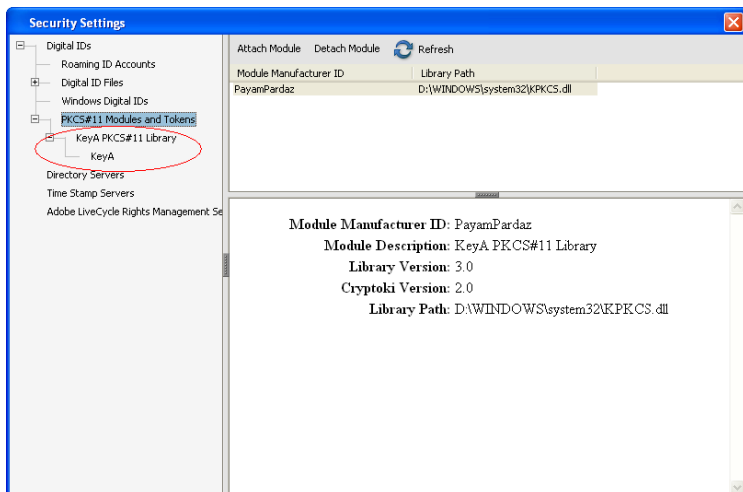 Security Settings
Digital IDs
Roaming ID Accounts
Digital ID Files
Windows Digital IDs
PKCS#11 Modules and Tokens
KeyA PKCS#11 Library
KeyA
Directory Servers
Time Stamp Servers
Adobe LiveCycle Rights Management Se
Attach Module Detach Module Refresh
Module Manufacturer ID Library Path
PayamPardaz D:\WINDOWS\system32\KPKCS.dll
Module Manufacturer ID: PayamPardaz
Module Description: KeyA PKCS#11 Library
Library Version: 3.0
Cryptoki Version: 2.0
Library Path: D:\WINDOWS\system32\KPKCS.dll